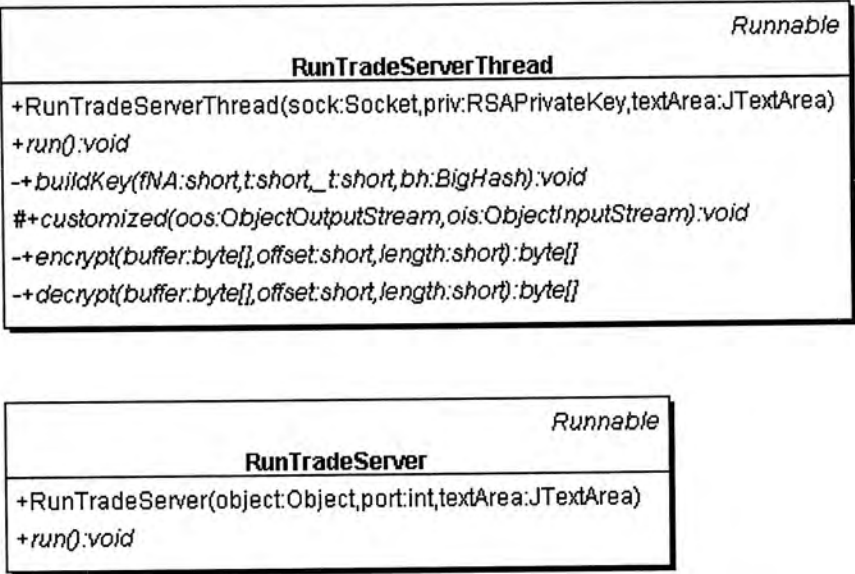 Runnable
RunTradeServerThread
+RunTradeServerThread(sock:Socket,priv:RSAPrivateKey,textArea:JTextArea)
+run():void
-+buildKey(fNA:short,t:short,_t:short,bh:BigHash):void
#+customized(oos:ObjectOutputStream,ois:ObjectInputStream):void
-+encrypt(buffer:byte[],offset:short,length:short):byte[]
-+decrypt(buffer:byte[],offset:short,length:short):byte[]
Runnable
RunTradeServer
+RunTradeServer(object:Object,port:int,textArea:JTextArea)
+run():void